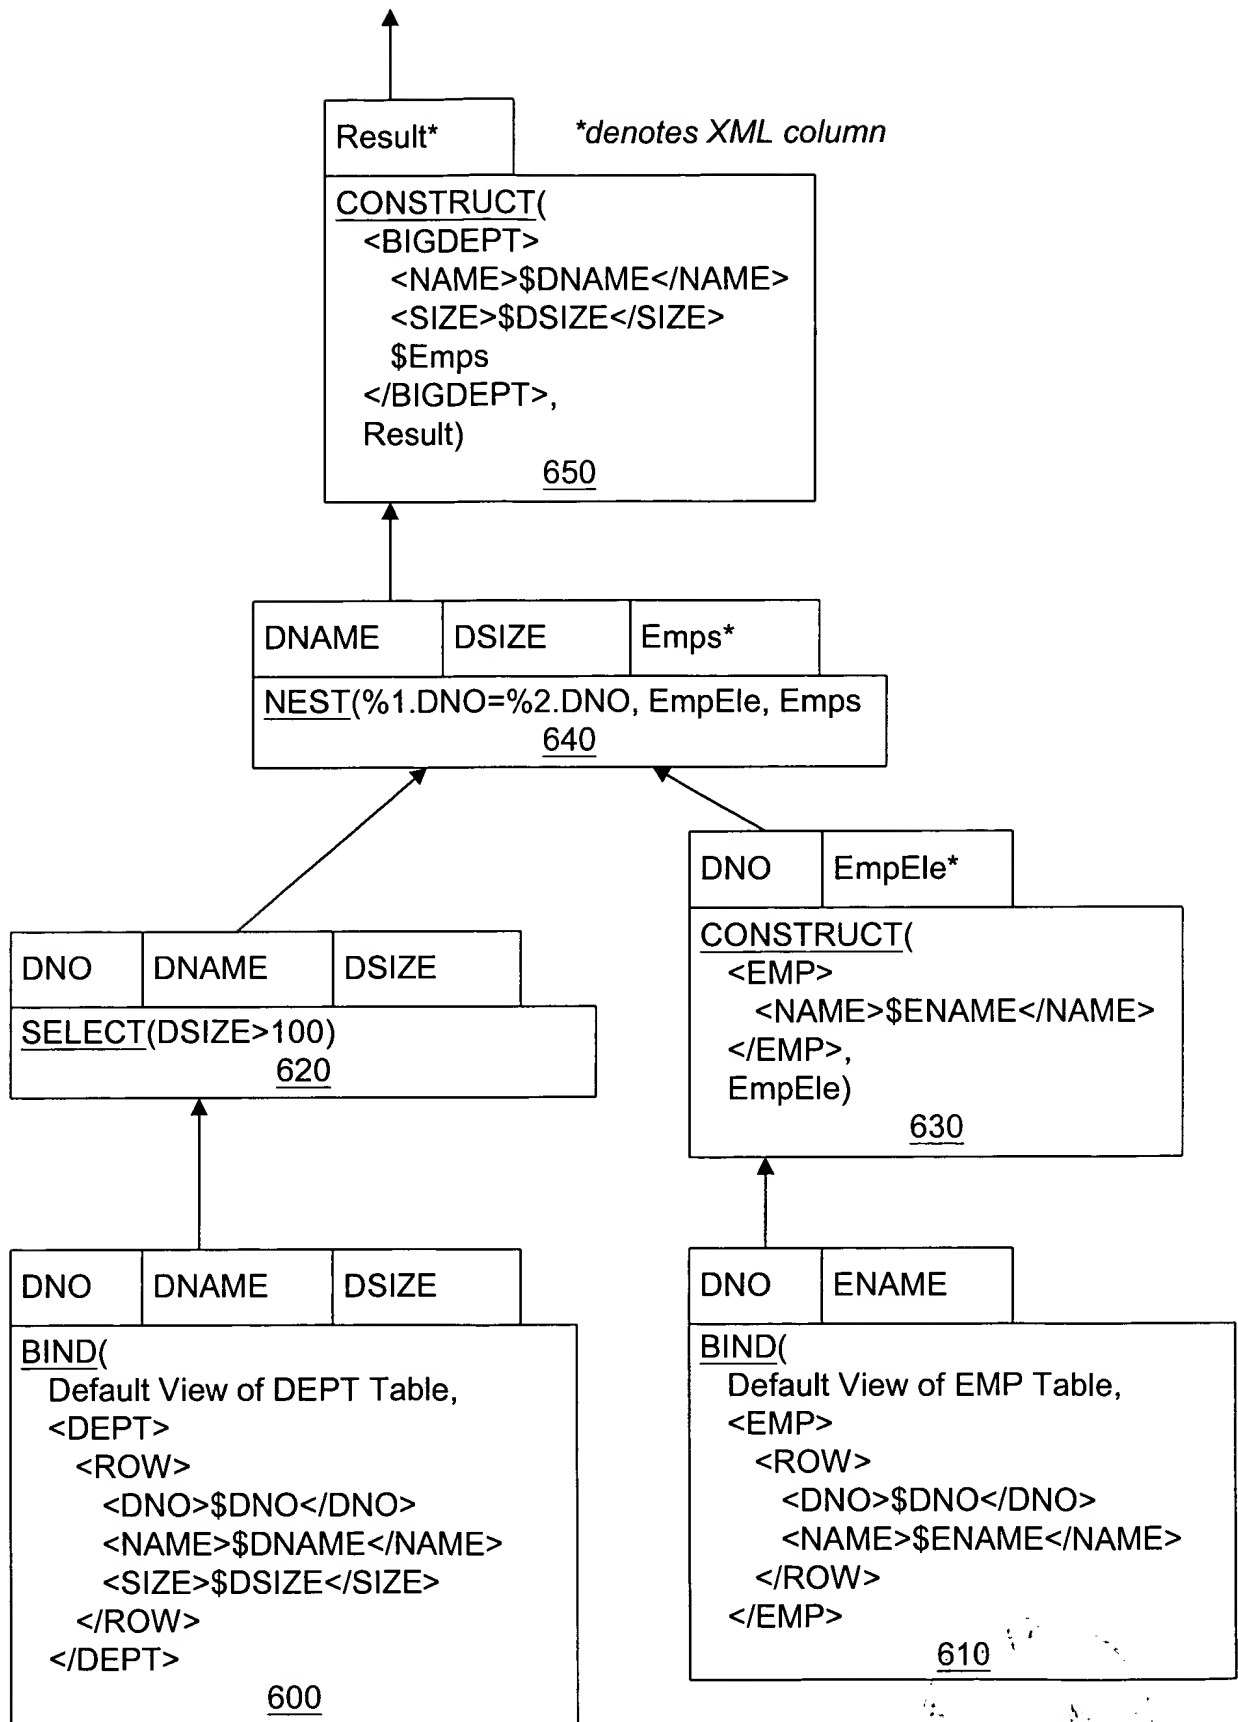 Result*
*denotes XML column
CONSTRUCT(
<BIGDEPT>
<NAME>$DNAME</NAME>
<SIZE>$DSIZE</SIZE>
$Emps
</BIGDEPT>,
Result)
650
DNAME DSIZE Emps*
NEST(%1.DNO=%2.DNO, EmpEle, Emps
640
DNO EmpEle*
CONSTRUCT(
<EMP>
<NAME>$ENAME</NAME>
</EMP>,
EmpEle)
630
DNO DNAME DSIZE
SELECT(DSIZE>100)
620
DNO DNAME DSIZE
BIND(
Default View of DEPT Table,
<DEPT>
<ROW>
<DNO>$DNO</DNO>
<NAME>$DNAME</NAME>
<SIZE>$DSIZE</SIZE>
</ROW>
</DEPT>
600
DNO ENAME
BIND(
Default View of EMP Table,
<EMP>
<ROW>
<DNO>$DNO</DNO>
<NAME>$ENAME</NAME>
</ROW>
</EMP>
610